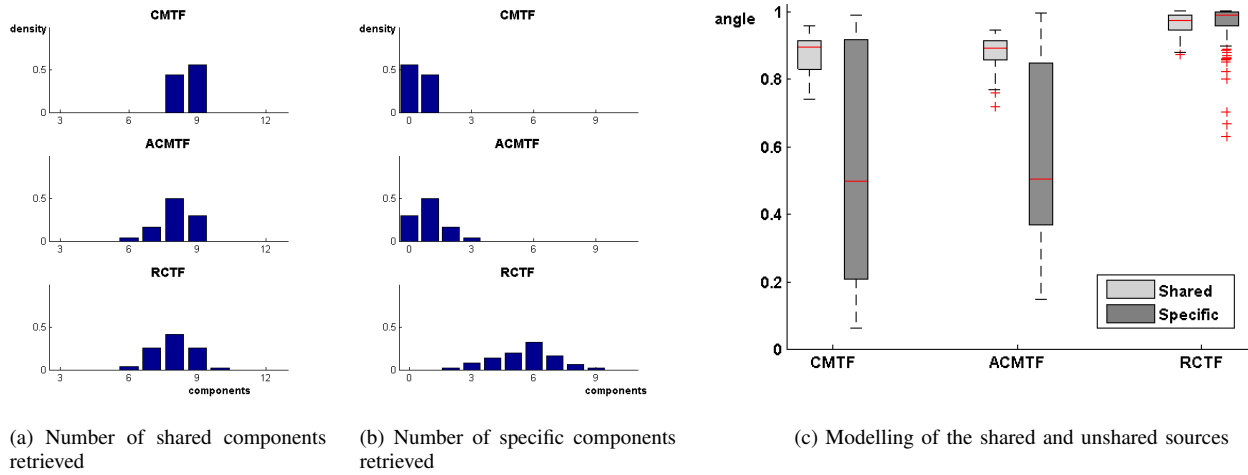 CMTF
density
0.5
0
3 6 9 12
ACMTF
0.5
0
3 6 9 12
RCTF
0.5
0
3 6 9 12
components
(a) Number of shared components
retrieved
CMTF
density
0.5
0
0 3 6 9
ACMTF
0.5
0
0 3 6 9
RCTF
0.5
0
0 3 6 9
components
(b) Number of specific components
retrieved
angle
1
0.8
0.6
0.4
0.2
0
Shared
Specific
CMTF ACMTF RCTF
(c) Modelling of the shared and unshared sources